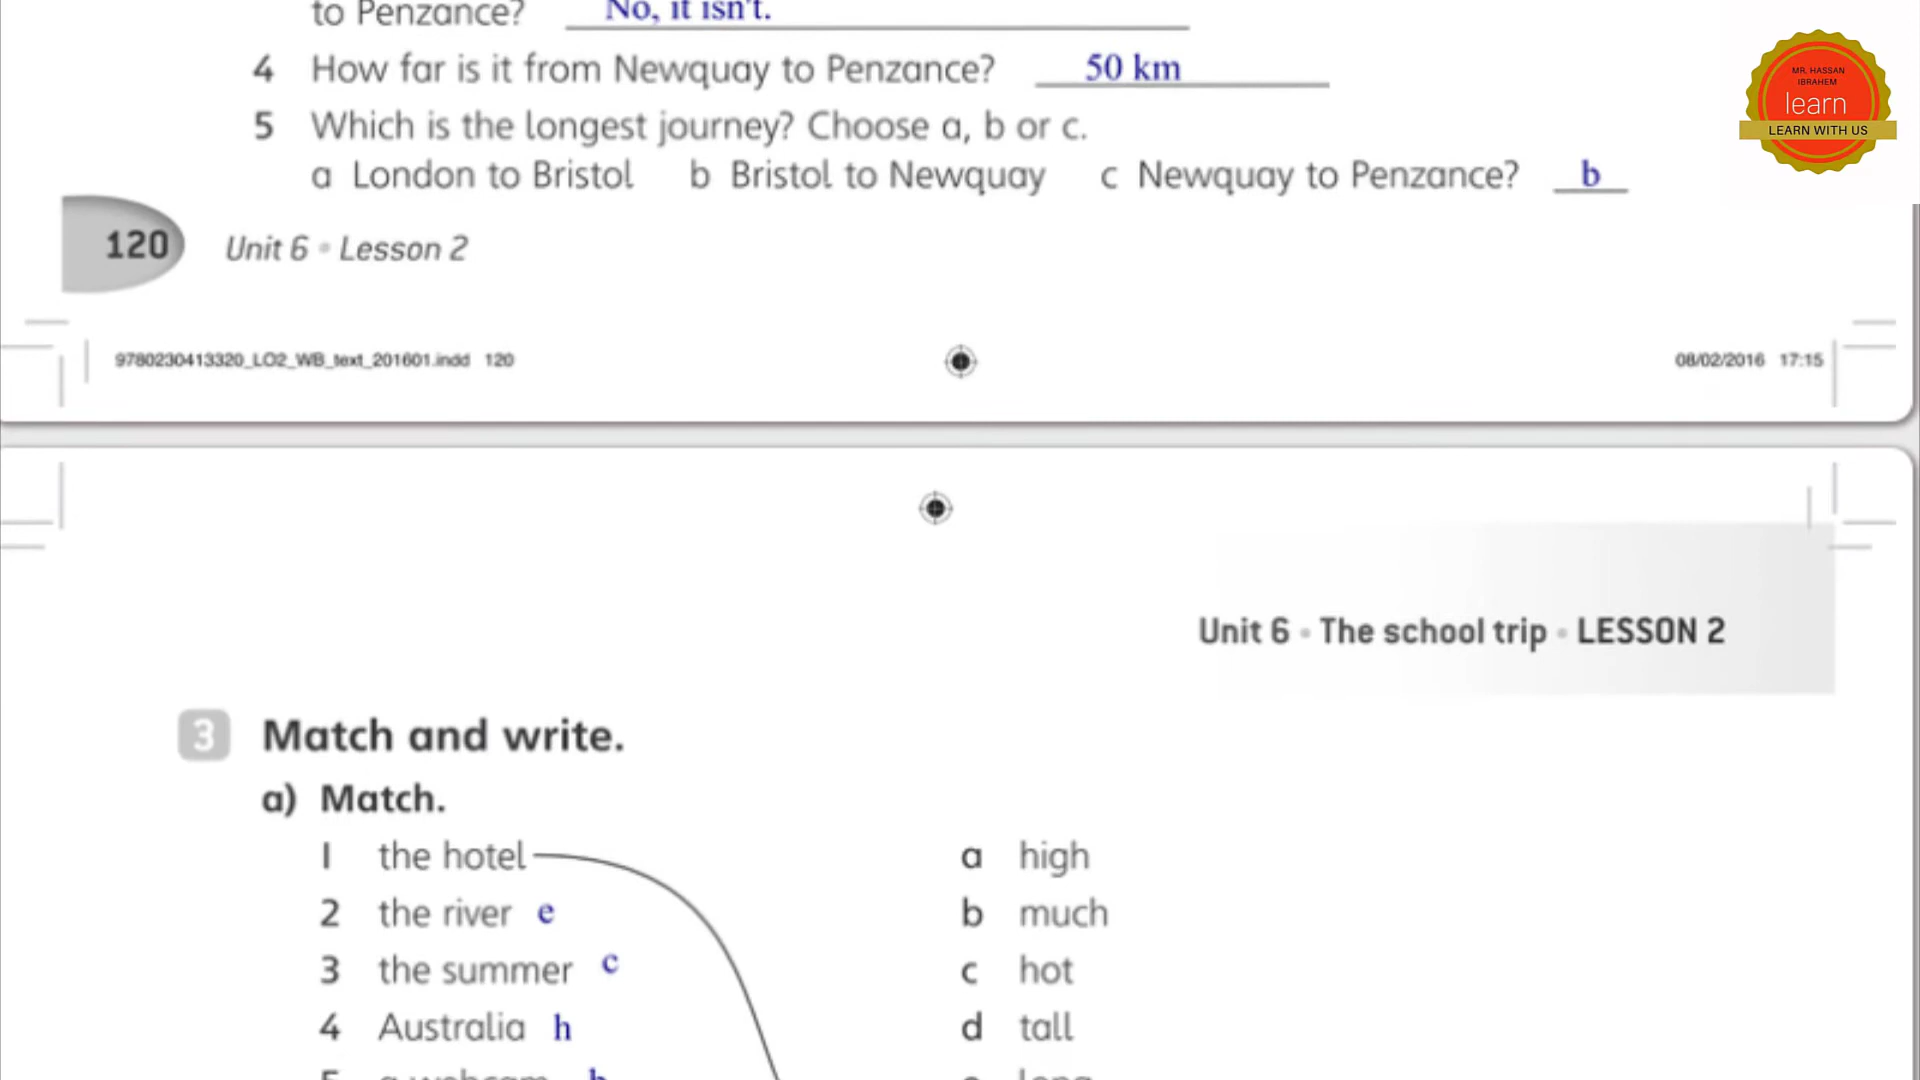 to Penzance? No, it isn't.
4 How far is it from Newquay to Penzance? 50 km
5 Which is the longest journey? Choose a, b or c.
a London to Bristol b Bristol to Newquay c Newquay to Penzance? b
MR. HASSAN
IBRAHEM
learn
LEARN WITH US
120 Unit 6 • Lesson 2
9780230413320_LO2_WB_text_201601.indd 120 08/02/2016 17:15
Unit 6 • The school trip • LESSON 2
3 Match and write.
a) Match.
1 the hotel a high
2 the river e b much
3 the summer c c hot
4 Australia h d tall
5 a webcam b e long